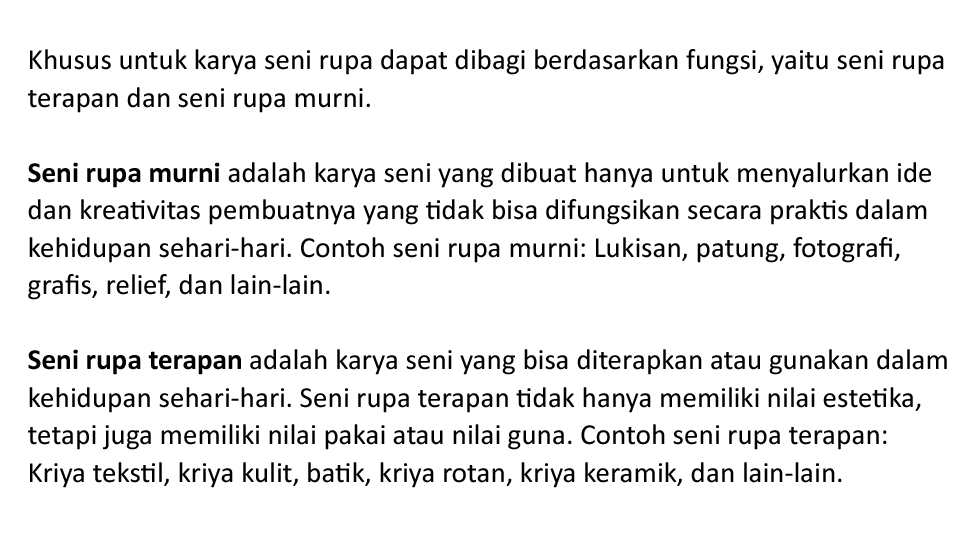 Khusus untuk karya seni rupa dapat dibagi berdasarkan fungsi, yaitu seni rupa
terapan dan seni rupa murni.
Seni rupa murni adalah karya seni yang dibuat hanya untuk menyalurkan ide
dan kreativitas pembuatnya yang tidak bisa difungsikan secara praktis dalam
kehidupan sehari-hari. Contoh seni rupa murni: Lukisan, patung, fotografi,
grafis, relief, dan lain-lain.
Seni rupa terapan adalah karya seni yang bisa diterapkan atau gunakan dalam
kehidupan sehari-hari. Seni rupa terapan tidak hanya memiliki nilai estetika,
tetapi juga memiliki nilai pakai atau nilai guna. Contoh seni rupa terapan:
Kriya tekstil, kriya kulit, batik, kriya rotan, kriya keramik, dan lain-lain.